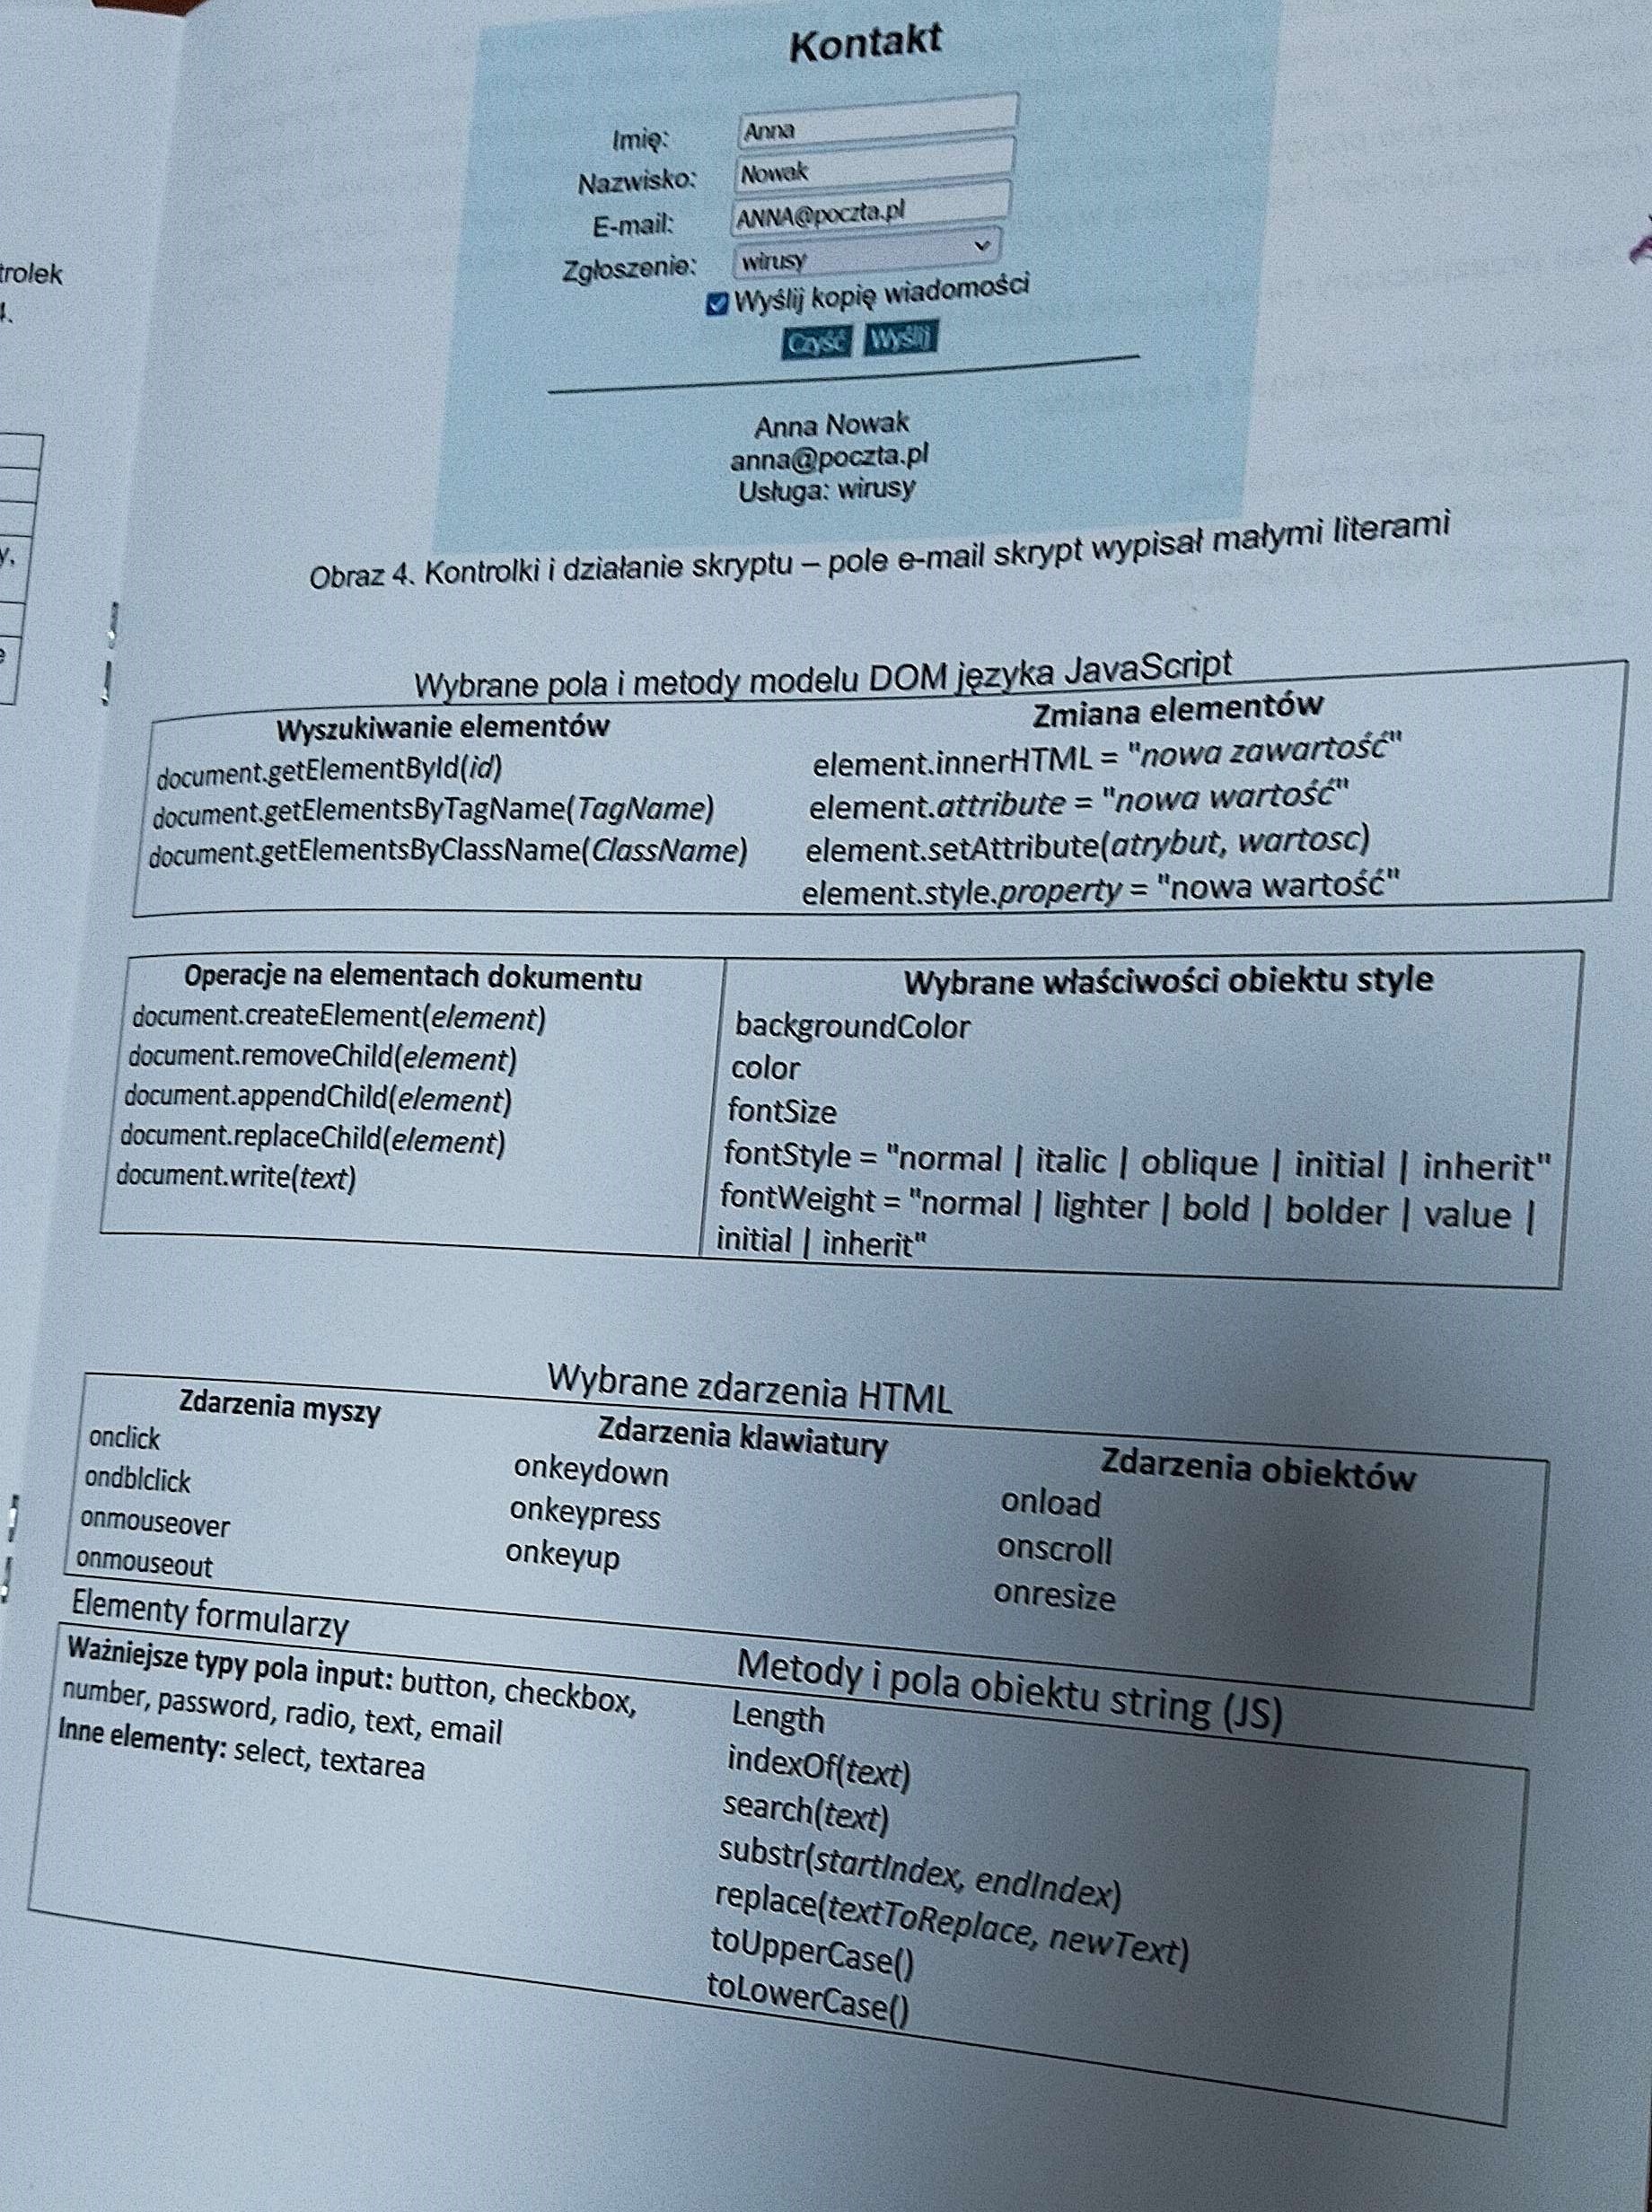 trolek
Kontakt
Imię: Anna
Nazwisko: Nowak
E-mail: ANNA@poczta.pl
Zgłoszenie: wirusy
Wyślij kopię wiadomości
Czyść Wyślij
Anna Nowak
anna@poczta.pl
Usługa: wirusy
Obraz 4. Kontrolki i działanie skryptu – pole e-mail skrypt wypisał małymi literami
Wybrane pola i metody modelu DOM języka JavaScript
Wyszukiwanie elementów
document.getElementById(id)
document.getElementsByTagName(TagName)
document.getElementsByClassName(ClassName)
Zmiana elementów
element.innerHTML = "nowa zawartość"
element.attribute = "nowa wartość"
element.setAttribute(atrybut, wartosc)
element.style.property = "nowa wartość"
Operacje na elementach dokumentu
document.createElement(element)
document.removeChild(element)
document.appendChild(element)
document.replaceChild(element)
document.write(text)
Wybrane właściwości obiektu style
backgroundColor
color
fontSize
fontStyle = "normal | italic | oblique | initial | inherit"
fontWeight = "normal | lighter | bold | bolder | value |
initial | inherit"
Wybrane zdarzenia HTML
Zdarzenia myszy
onclick
ondblclick
onmouseover
onmouseout
Zdarzenia klawiatury
onkeydown
onkeypress
onkeyup
Zdarzenia obiektów
onload
onscroll
onresize
Elementy formularzy
Ważniejsze typy pola input: button, checkbox,
number, password, radio, text, email
Inne elementy: select, textarea
Metody i pola obiektu string (JS)
Length
indexOf(text)
search(text)
substr(startIndex, endIndex)
replace(textToReplace, newText)
toUpperCase()
toLowerCase()